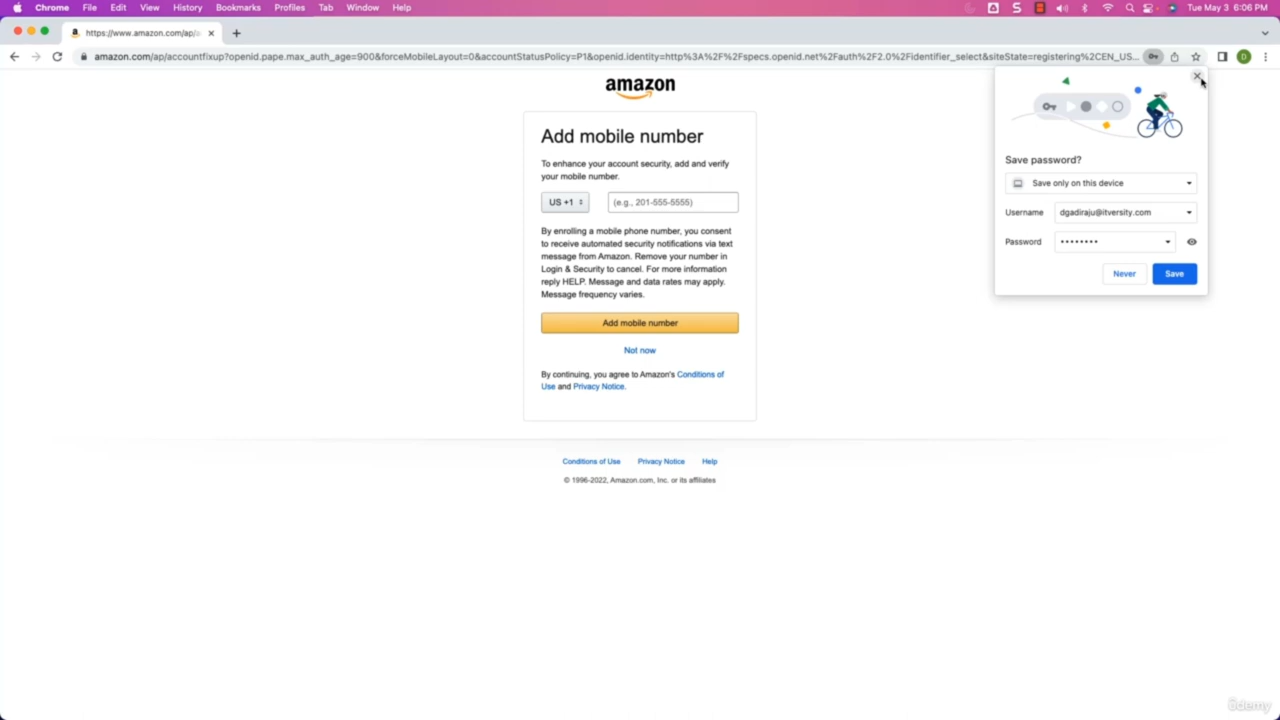 Chrome File Edit View History Bookmarks Profiles Tab Window Help Tue May 3 6:06 PM
https://www.amazon.com/ap/a
amazon.com/ap/accountfixup?openid.pape.max_auth_age=900&forceMobileLayout=0&accountStatusPolicy=P1&openid.identity=http%3A%2F%2Fspecs.openid.net%2Fauth%2F2.0%2Fidentifier_select&siteState=registering%2CEN_US... D
amazon
Add mobile number
To enhance your account security, add and verify
your mobile number.
US +1 (e.g., 201-555-5555)
By enrolling a mobile phone number, you consent
to receive automated security notifications via text
message from Amazon. Remove your number in
Login & Security to cancel. For more information
reply HELP. Message and data rates may apply.
Message frequency varies.
Add mobile number
Not now
By continuing, you agree to Amazon's Conditions of
Use and Privacy Notice.
Conditions of Use Privacy Notice Help
© 1996-2022, Amazon.com, Inc. or its affiliates
Save password?
Save only on this device
Username dgadiraju@itversity.com
Password ••••••••
Never Save
ûdemy